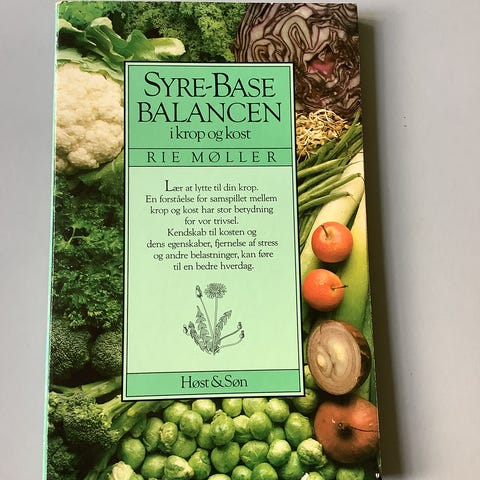 SYRE-BASE
BALANCEN
i krop og kost
RIE MØLLER
Lær at lytte til din krop.
En forståelse for samspillet mellem
krop og kost har stor betydning
for vor trivsel.
Kendskab til kosten og
dens egenskaber, fjernelse af stress
og andre belastninger, kan føre
til en bedre hverdag.
Høst & Søn